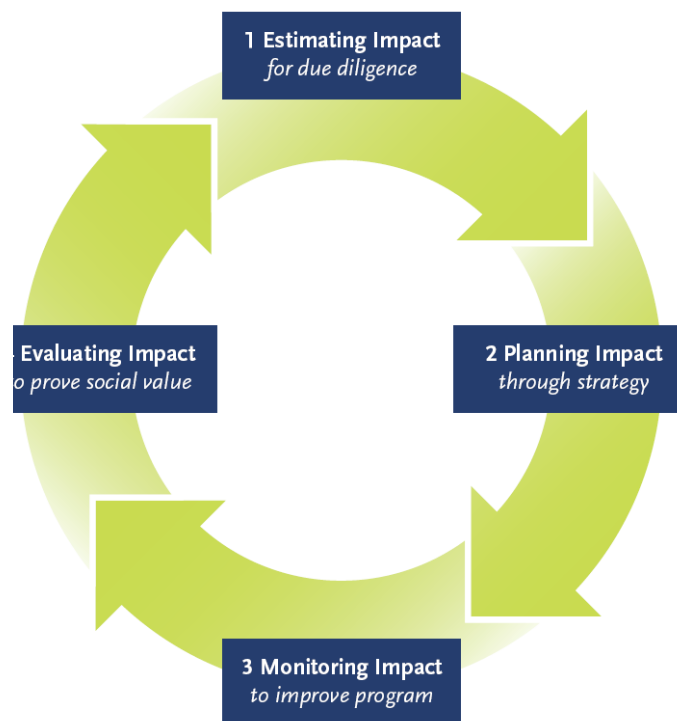 1 Estimating Impact
for due diligence
2 Planning Impact
through strategy
3 Monitoring Impact
to improve program
Evaluating Impact
prove social value